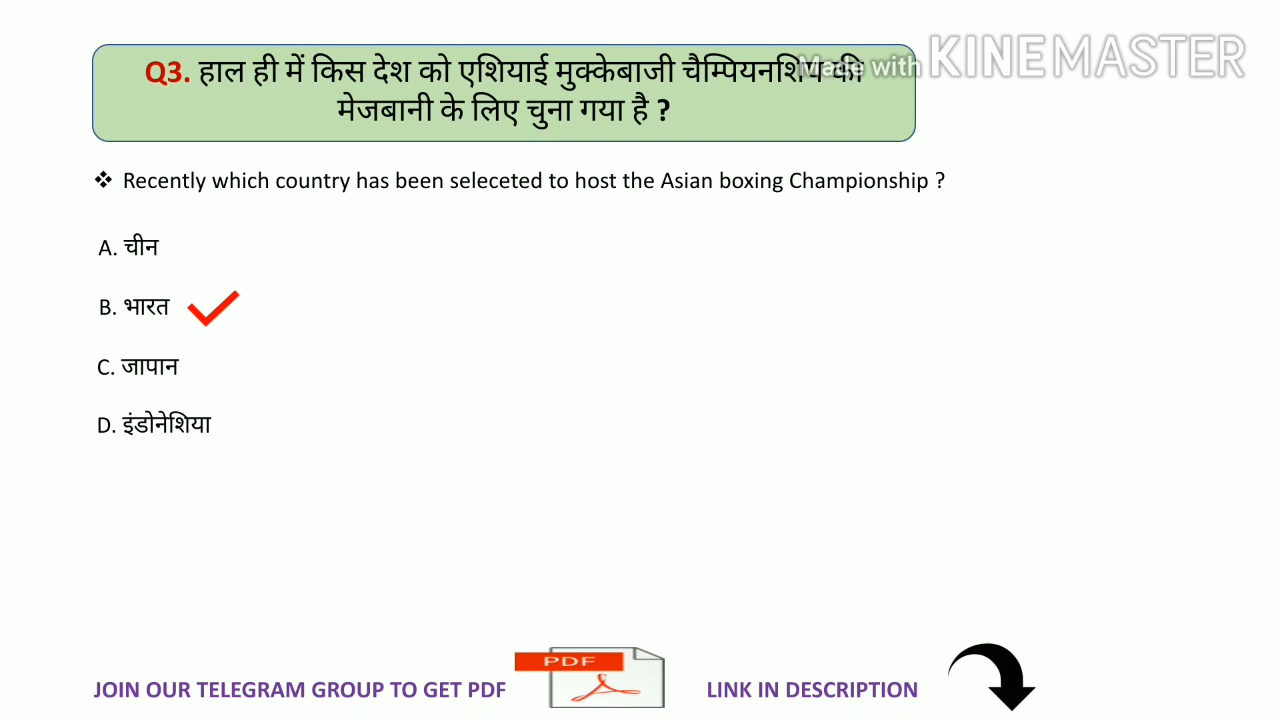 Q3. हाल ही में किस देश को एशियाई मुक्केबाजी चैम्पियनशिप की
मेजबानी के लिए चुना गया है ?
Made with KINEMASTER
❖ Recently which country has been seleceted to host the Asian boxing Championship ?
A. चीन
B. भारत
C. जापान
D. इंडोनेशिया
PDF
JOIN OUR TELEGRAM GROUP TO GET PDF
LINK IN DESCRIPTION